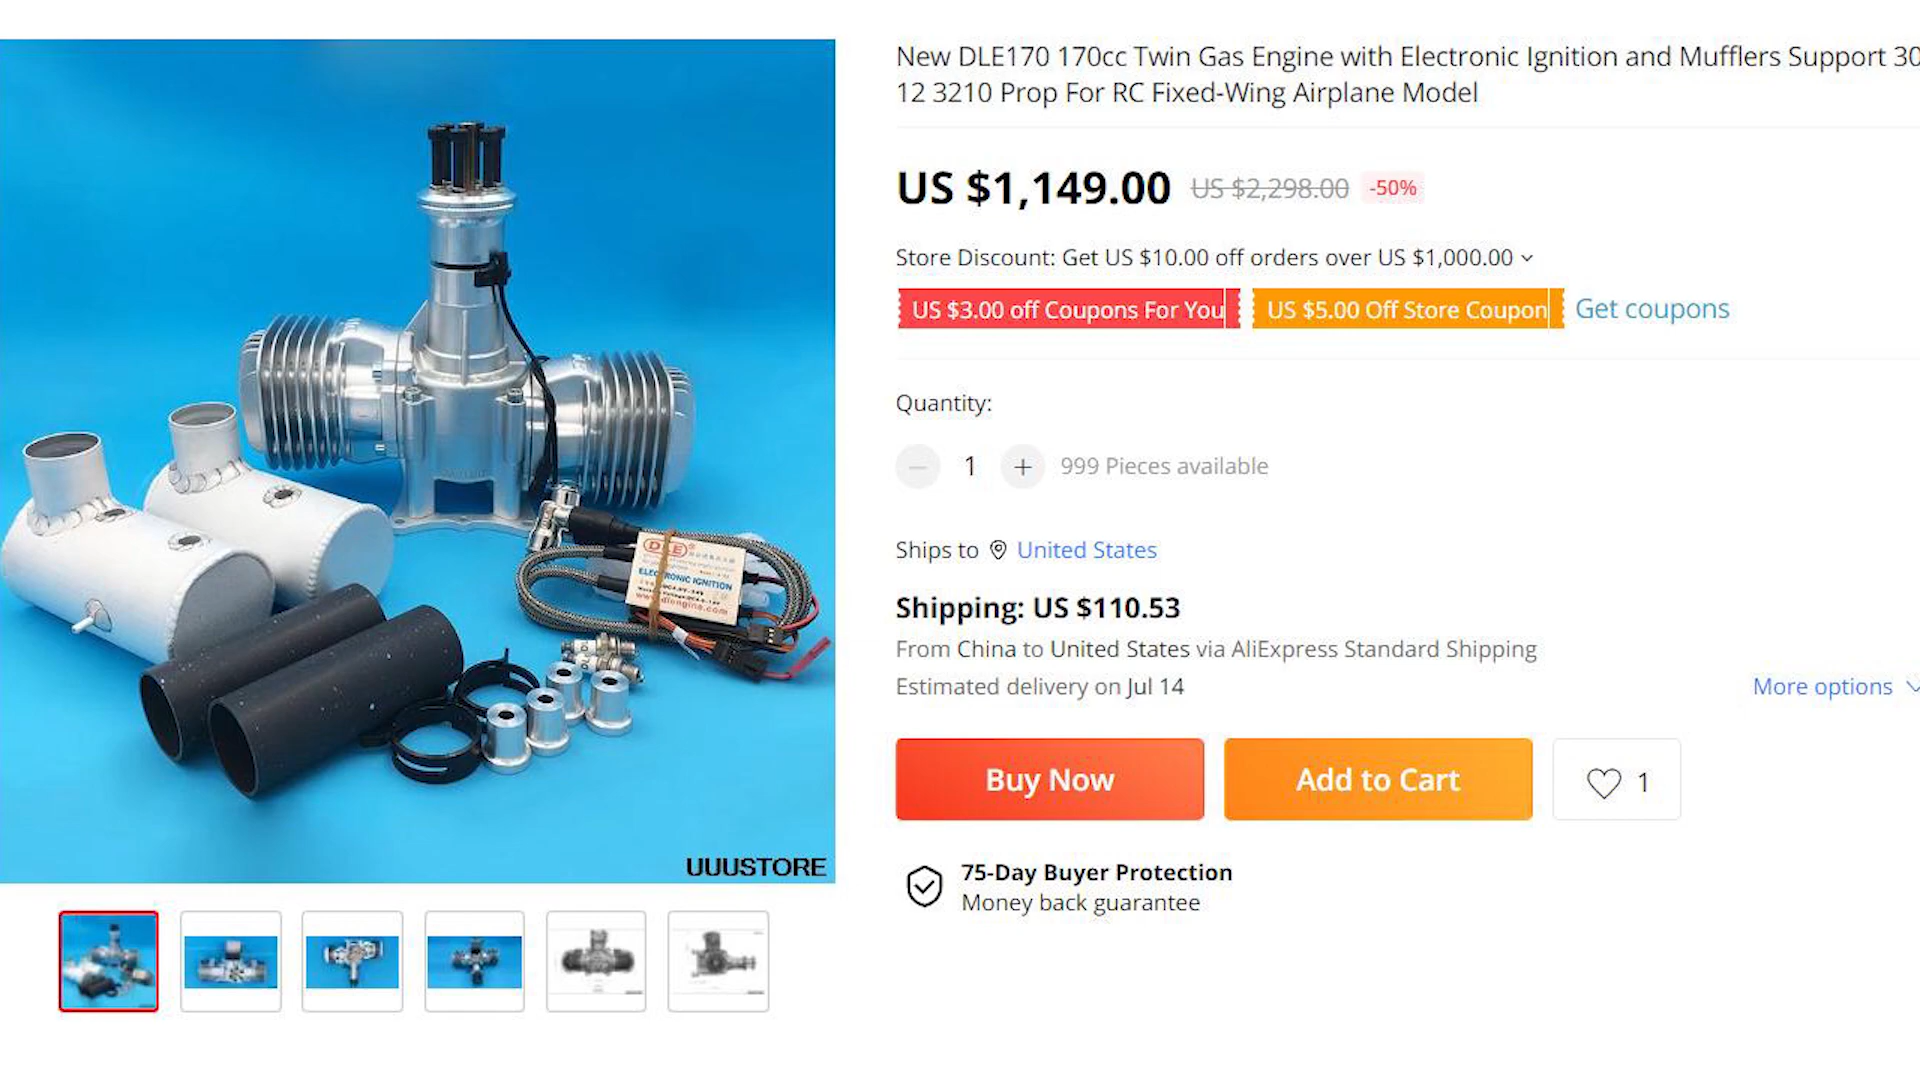 New DLE170 170cc Twin Gas Engine with Electronic Ignition and Mufflers Support 30
12 3210 Prop For RC Fixed-Wing Airplane Model
US $1,149.00 US $2,298.00 -50%
Store Discount: Get US $10.00 off orders over US $1,000.00
US $3.00 off Coupons For You US $5.00 Off Store Coupon Get coupons
Quantity:
1 + 999 Pieces available
Ships to United States
Shipping: US $110.53
From China to United States via AliExpress Standard Shipping
Estimated delivery on Jul 14
More options
Buy Now Add to Cart 1
75-Day Buyer Protection
Money back guarantee
DLE
ELECTRONIC IGNITION
www.dlengine.com
UUUSTORE